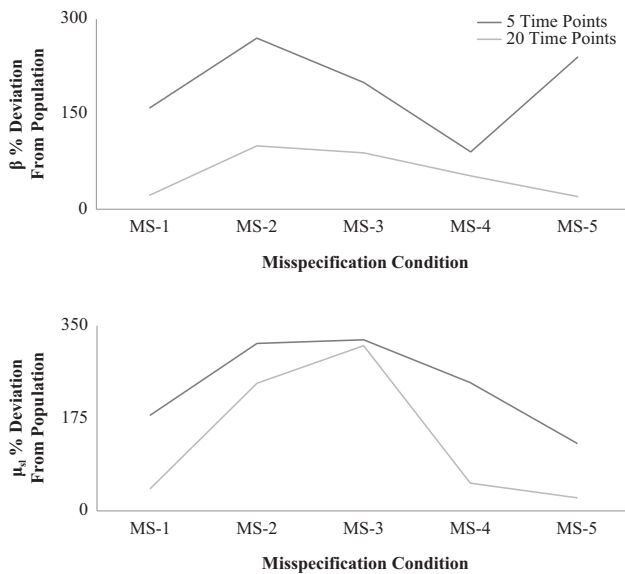 300
5 Time Points
20 Time Points
150
0
β % Deviation
From Population
MS-1 MS-2 MS-3 MS-4 MS-5
Misspecification Condition
350
175
0
μsl % Deviation
From Population
MS-1 MS-2 MS-3 MS-4 MS-5
Misspecification Condition